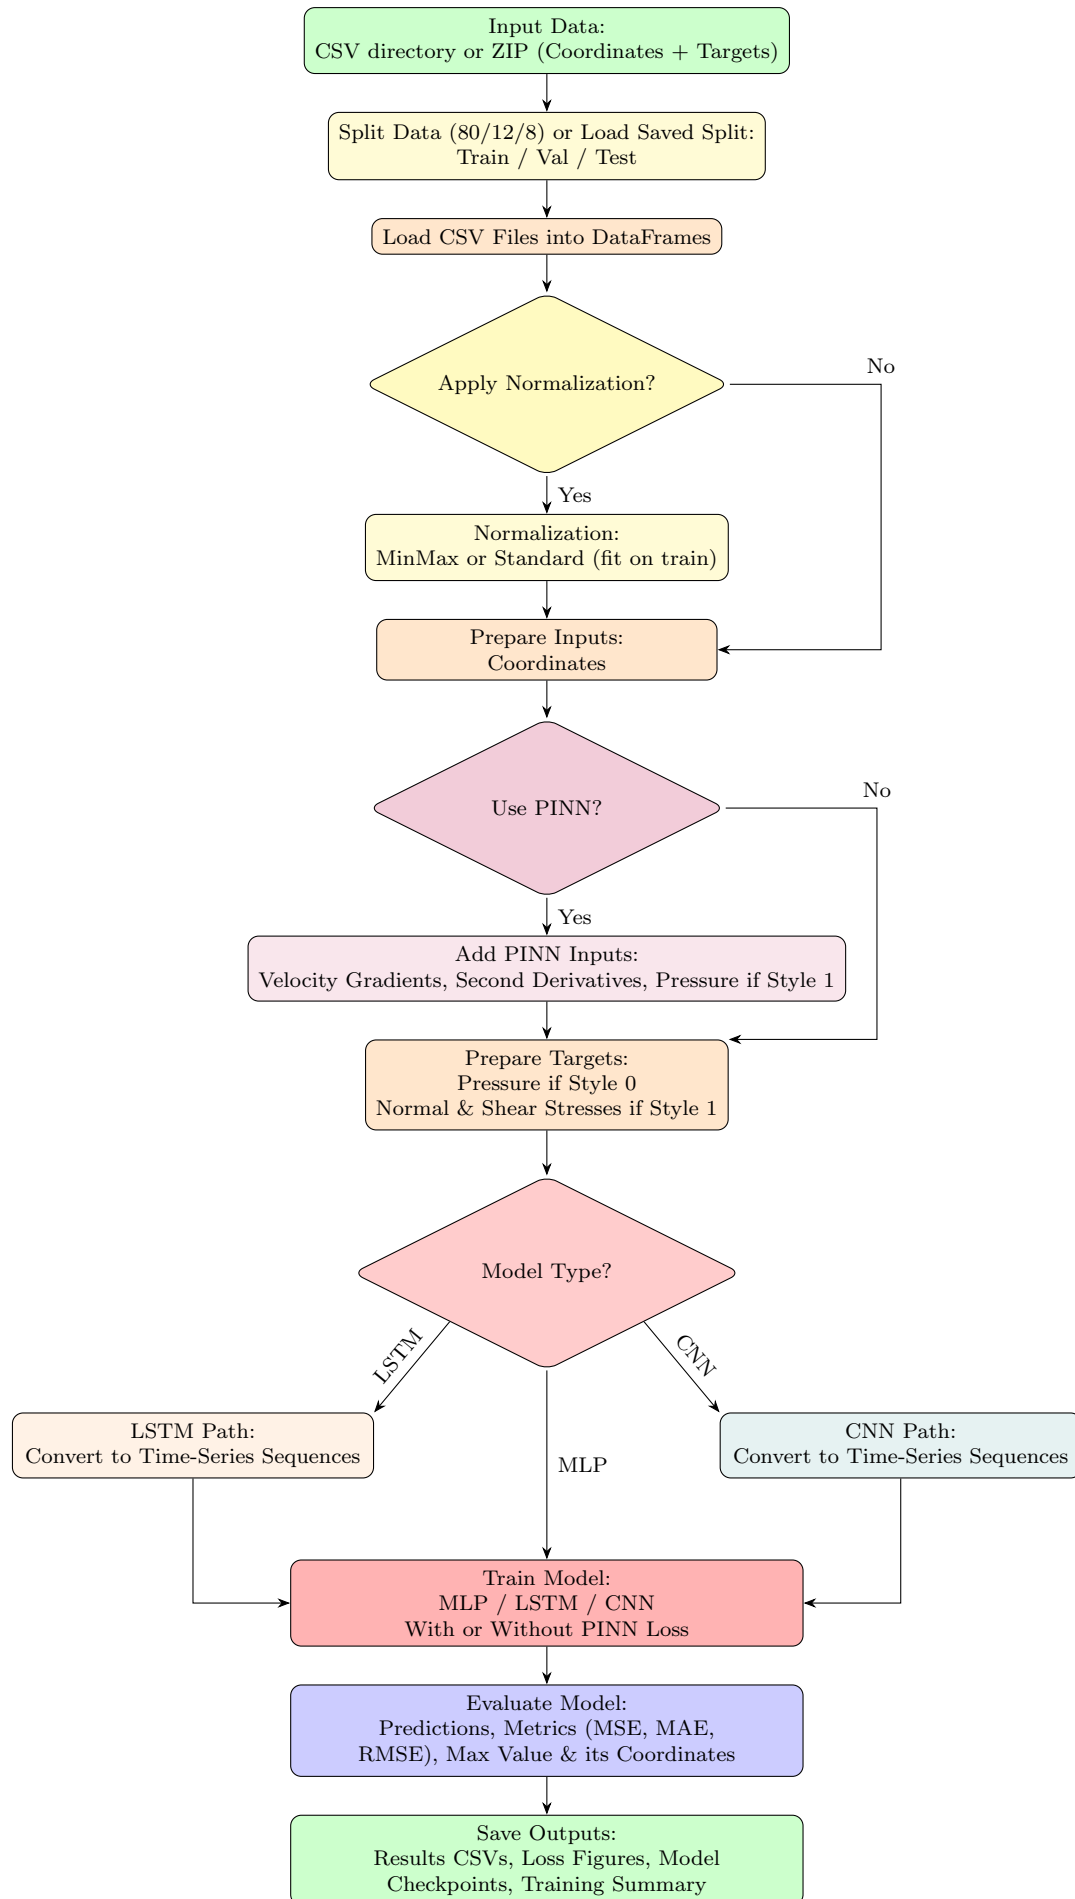 Input Data:
CSV directory or ZIP (Coordinates + Targets)
Split Data (80/12/8) or Load Saved Split:
Train / Val / Test
Load CSV Files into DataFrames
Apply Normalization?
No
Yes
Normalization:
MinMax or Standard (fit on train)
Prepare Inputs:
Coordinates
Use PINN?
No
Yes
Add PINN Inputs:
Velocity Gradients, Second Derivatives, Pressure if Style 1
Prepare Targets:
Pressure if Style 0
Normal & Shear Stresses if Style 1
Model Type?
LSTM
CNN
LSTM Path:
Convert to Time-Series Sequences
MLP
CNN Path:
Convert to Time-Series Sequences
Train Model:
MLP / LSTM / CNN
With or Without PINN Loss
Evaluate Model:
Predictions, Metrics (MSE, MAE,
RMSE), Max Value & its Coordinates
Save Outputs:
Results CSVs, Loss Figures, Model
Checkpoints, Training Summary